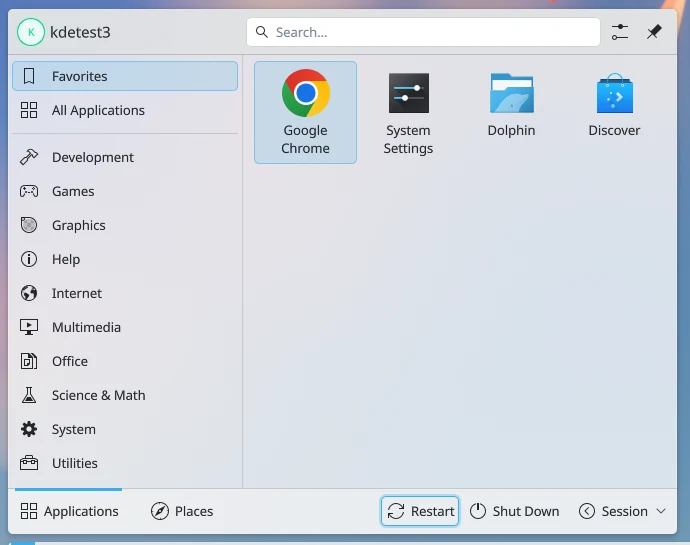 K kdetest3
Search...
Favorites
All Applications
Development
Games
Graphics
Help
Internet
Multimedia
Office
Science & Math
System
Utilities
Google
Chrome
System
Settings
Dolphin
Discover
Applications Places Restart Shut Down Session